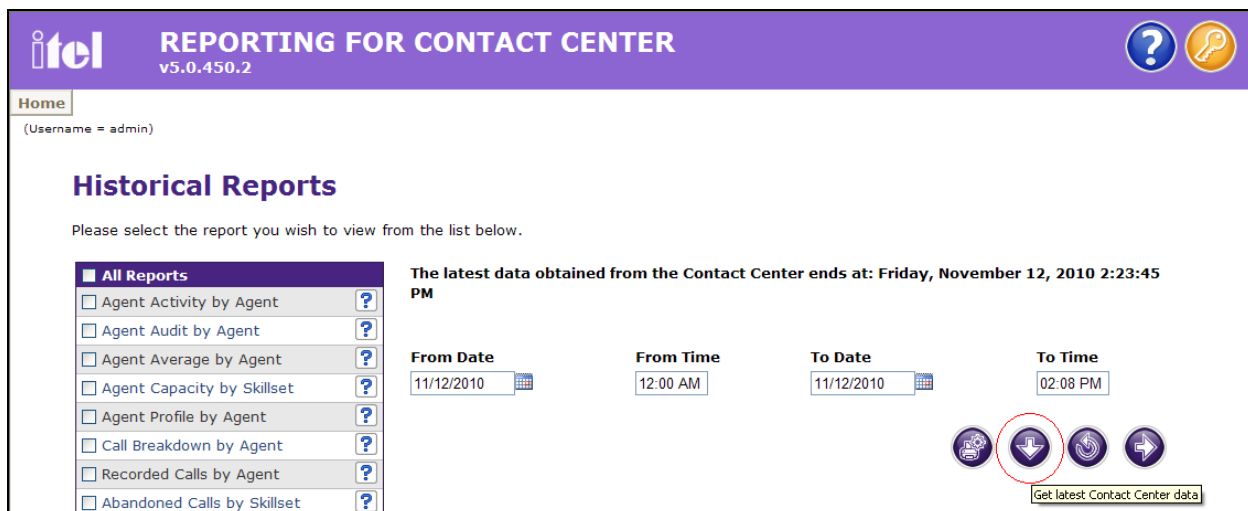 itel
REPORTING FOR CONTACT CENTER
v5.0.450.2
?
Home
(Username = admin)
Historical Reports
Please select the report you wish to view from the list below.
All Reports
Agent Activity by Agent ?
Agent Audit by Agent ?
Agent Average by Agent ?
Agent Capacity by Skillset ?
Agent Profile by Agent ?
Call Breakdown by Agent ?
Recorded Calls by Agent ?
Abandoned Calls by Skillset ?
The latest data obtained from the Contact Center ends at: Friday, November 12, 2010 2:23:45
PM
From Date From Time To Date To Time
11/12/2010 12:00 AM 11/12/2010 02:08 PM
Get latest Contact Center data